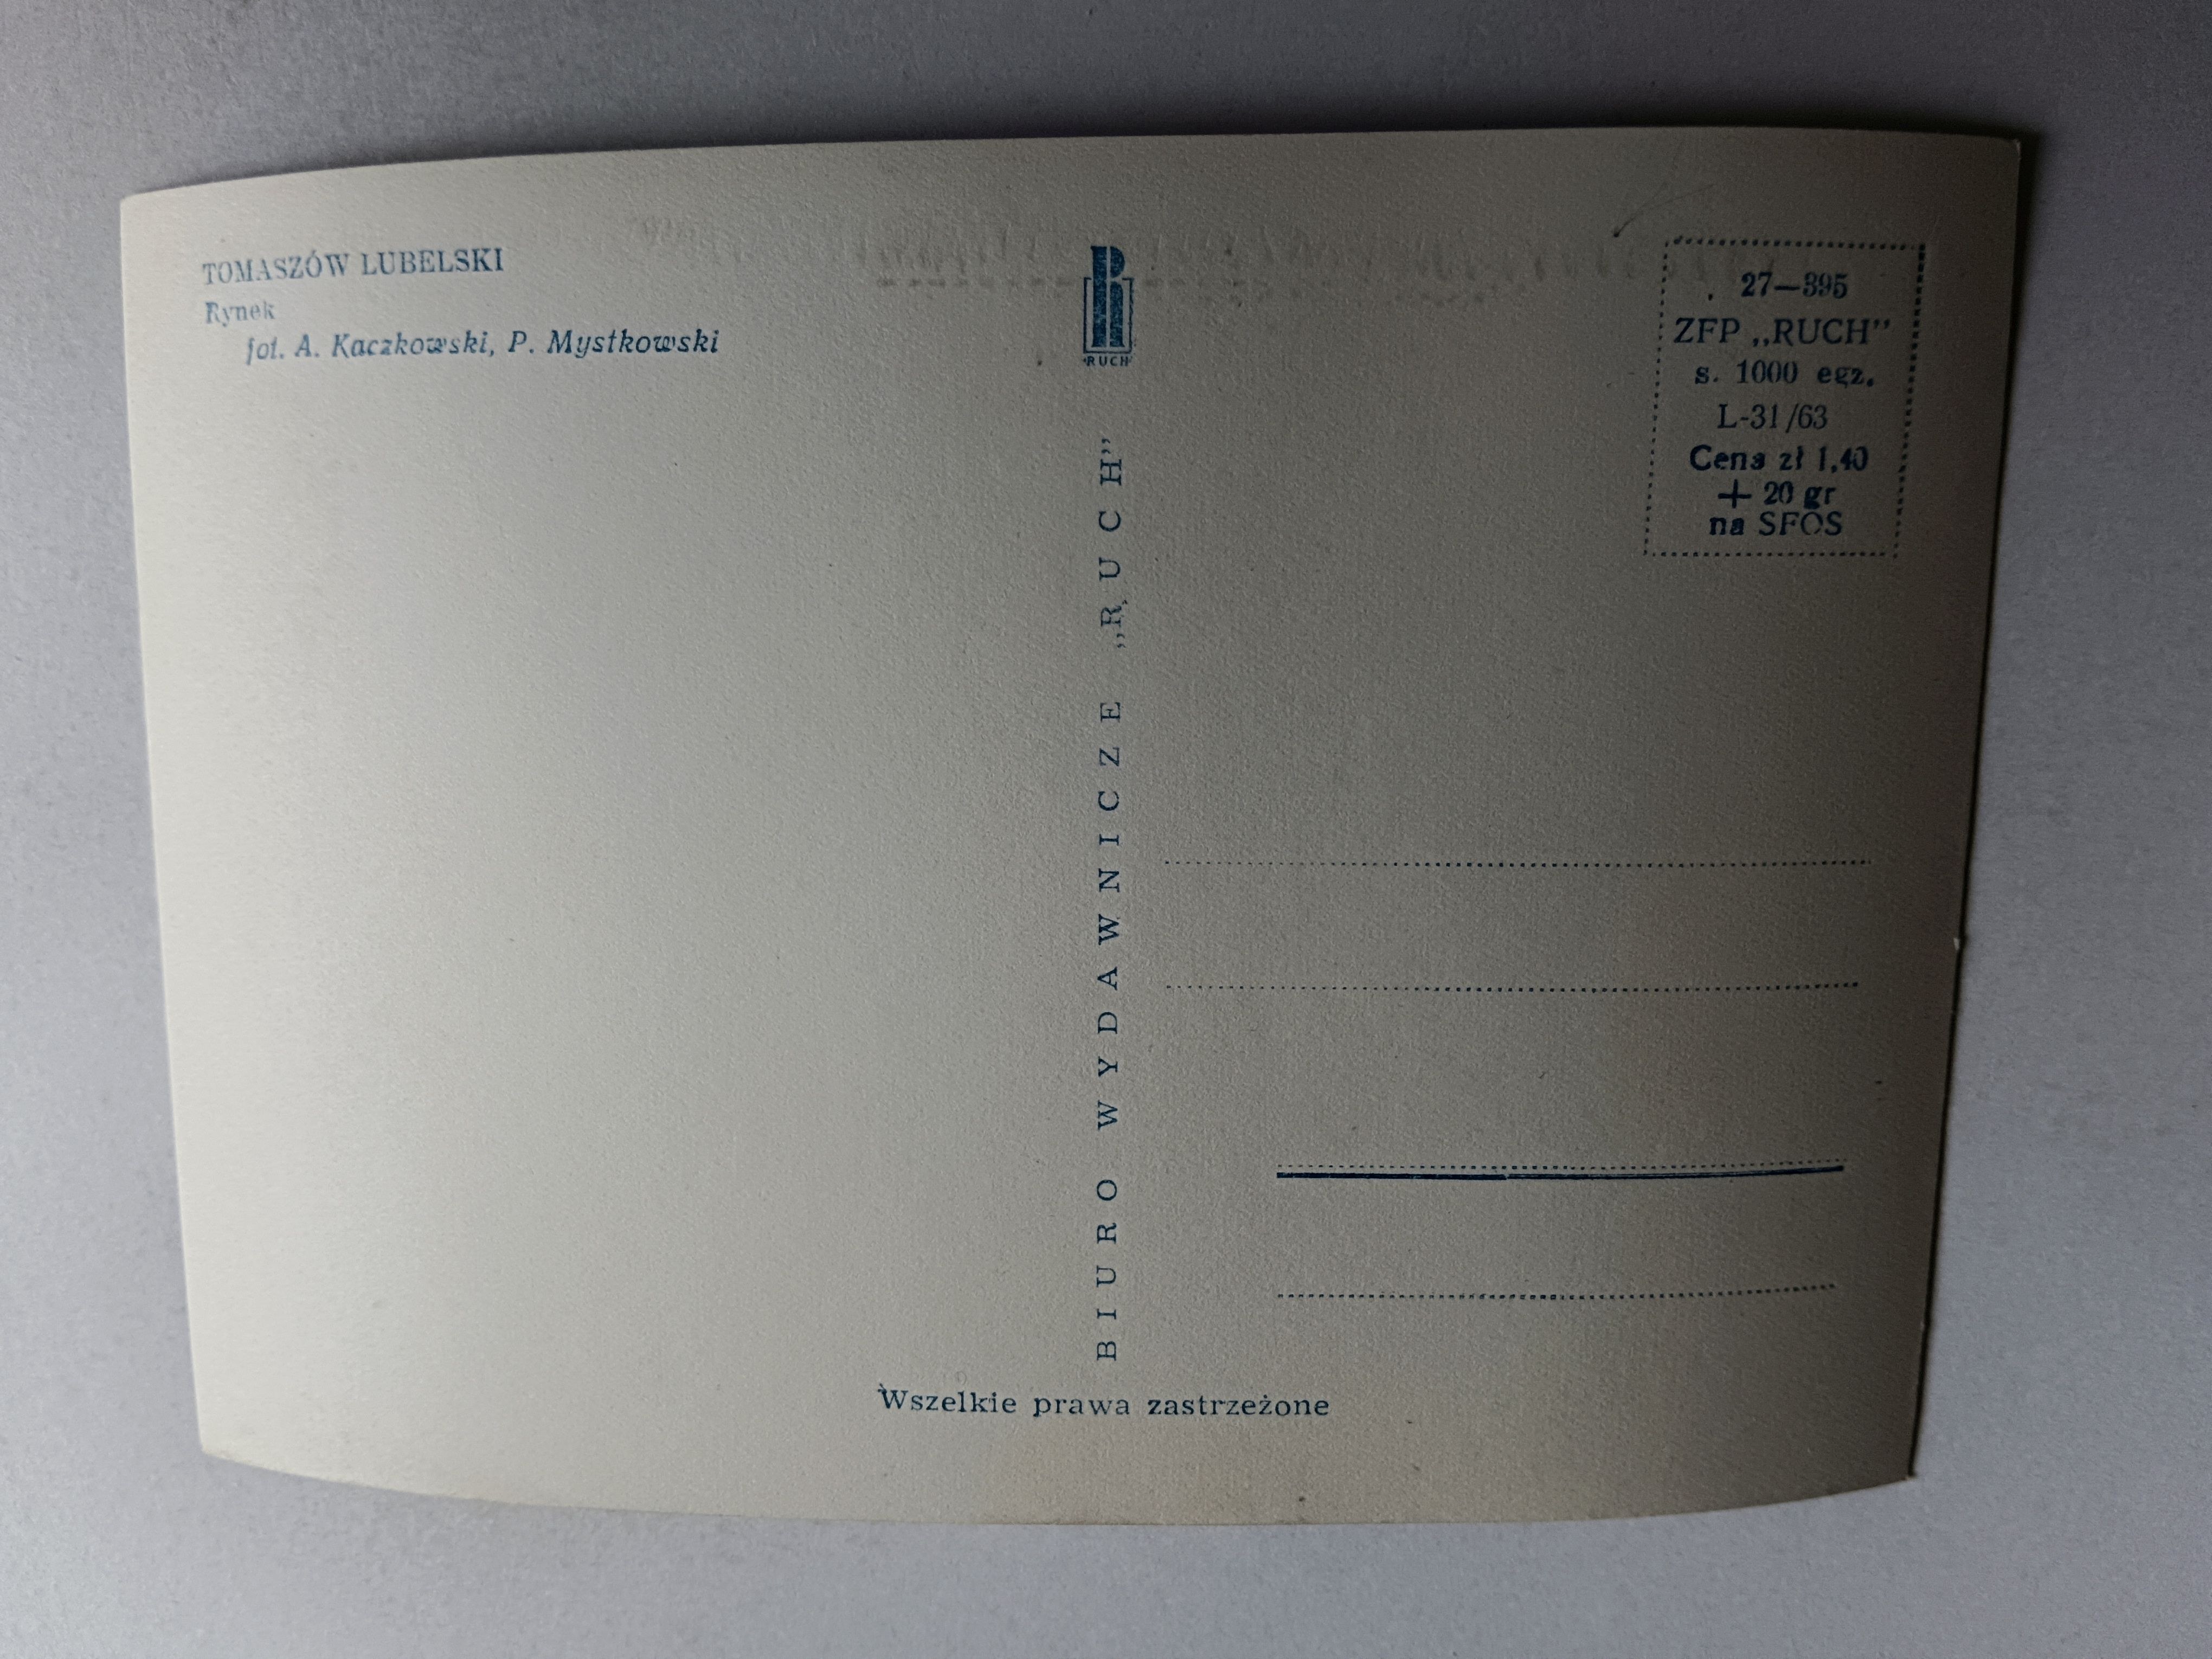 TOMASZÓW LUBELSKI
Rynek
fot. A. Kaczkowski, P. Mystkowski
RUCH
BIURO WYDAWNICZE „RUCH”
27—395
ZFP „RUCH”
s. 1000 egz.
L-31/63
Cena zł 1,40
+ 20 gr
na SFOS
Wszelkie prawa zastrzeżone